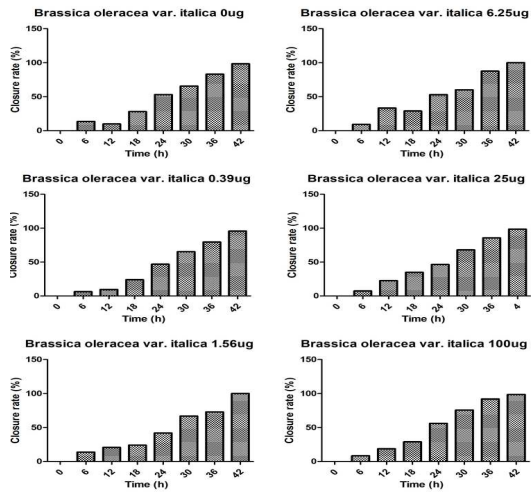 Brassica oleracea var. italica 0ug
Closure rate (%)
150
100
50
0
0 6 12 18 24 30 36 42
Time (h)
Brassica oleracea var. italica 6.25ug
Closure rate (%)
150
100
50
0
0 6 12 18 24 30 36 42
Time (h)
Brassica oleracea var. italica 0.39ug
Closure rate (%)
150
100
50
0
0 6 12 18 24 30 36 42
Time (h)
Brassica oleracea var. italica 25ug
Closure rate (%)
150
100
50
0
0 6 12 18 24 30 36 4
Time (h)
Brassica oleracea var. italica 1.56ug
Closure rate (%)
150
100
50
0
0 6 12 18 24 30 36 42
Time (h)
Brassica oleracea var. italica 100ug
Closure rate (%)
150
100
50
0
0 6 12 18 24 30 36 42
Time (h)